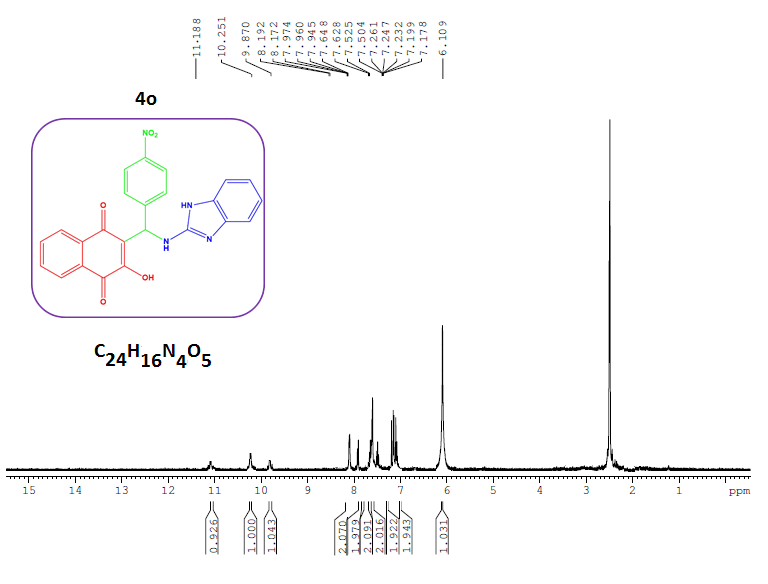 11.188
10.251
9.870
8.192
8.172
7.974
7.960
7.945
7.648
7.628
7.525
7.504
7.261
7.247
7.232
7.199
7.178
6.109
4o
NO2
O
HN
NH
N
OH
O
C24H16N4O5
15 14 13 12 11 10 9 8 7 6 5 4 3 2 1 ppm
0.926
1.000
1.043
2.070
1.979
2.091
2.016
1.922
1.943
1.031